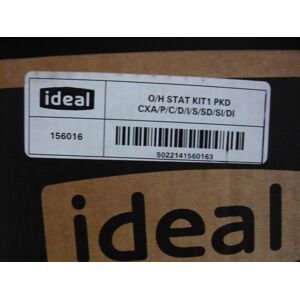 ideal
O/H STAT KIT1 PKD
CXA/P/C/D/I/S/SD/SI/DI
156016
5022141560163
ideal